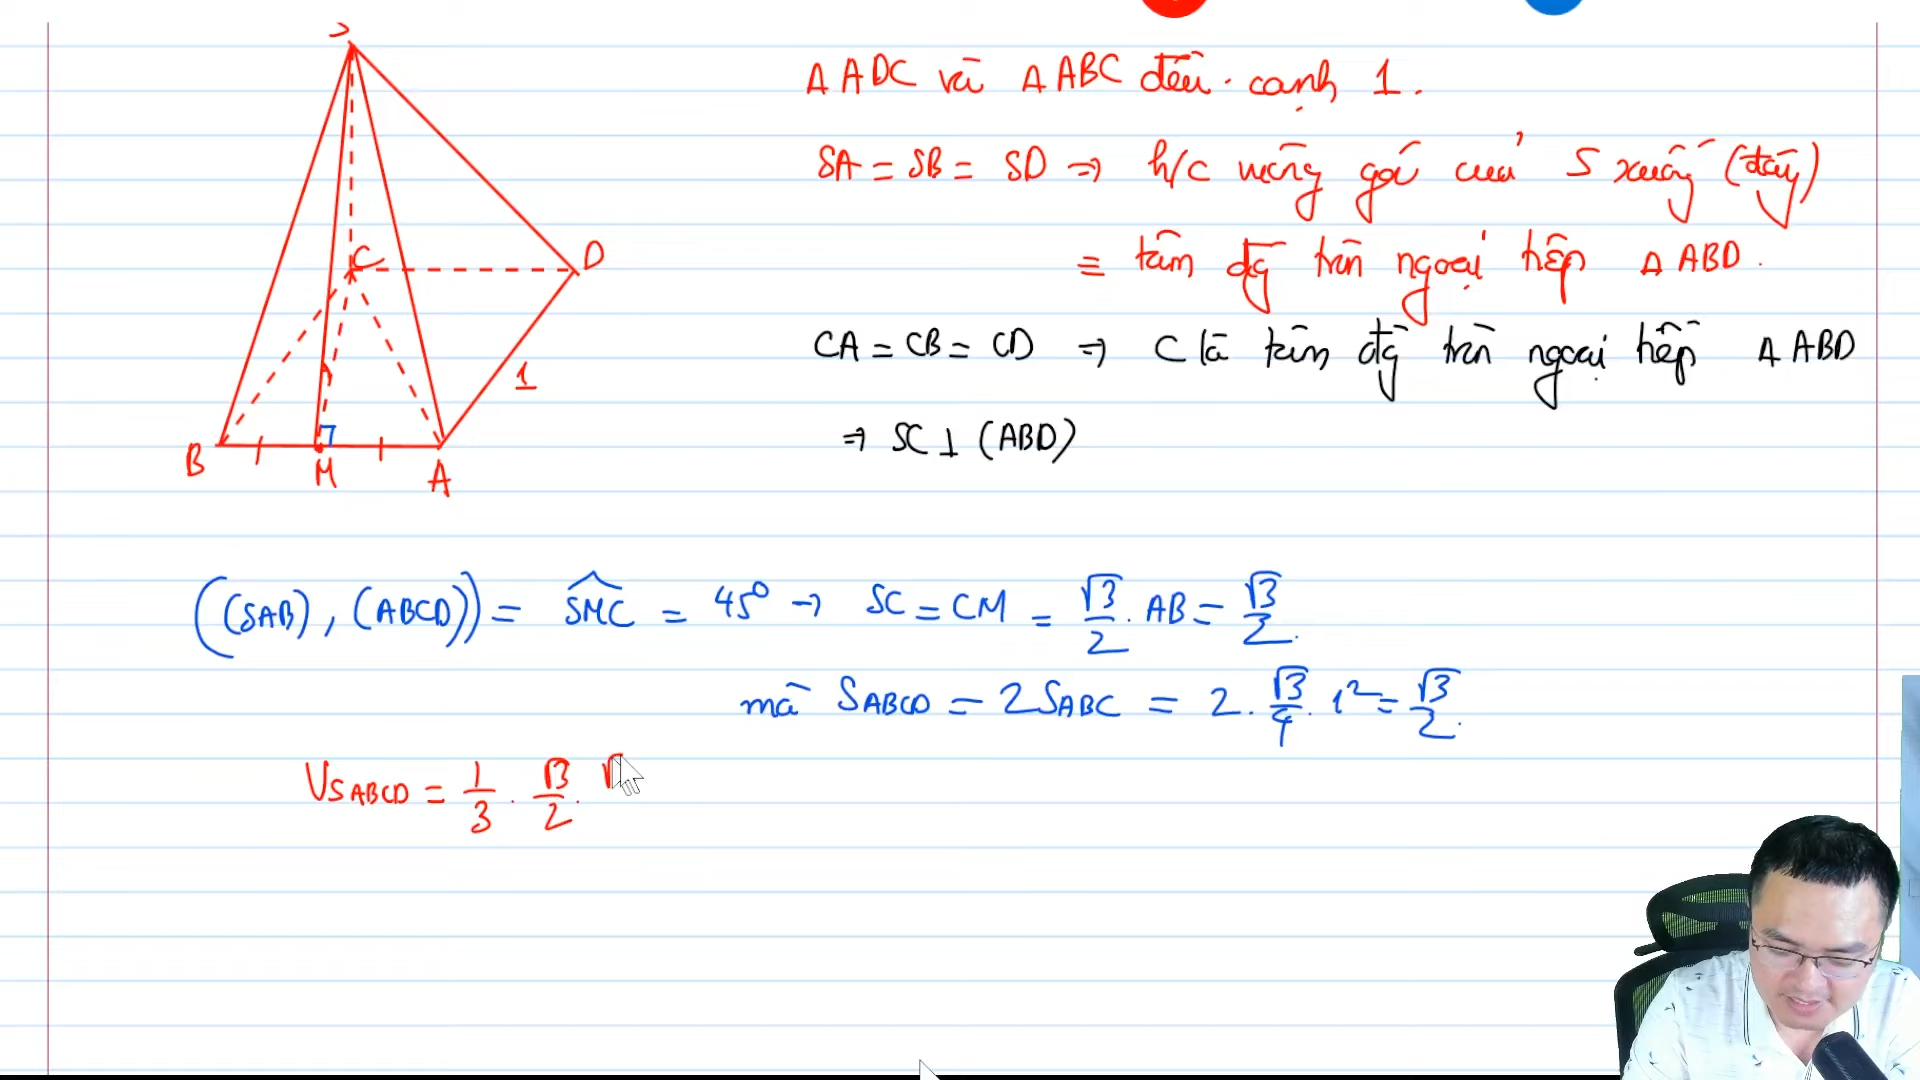 S
C
D
1
B
M
A
Δ ADC và Δ ABC đều cạnh 1.
SA = SB = SD ⇒ h/c vuông góc của S xuống (đáy)
≡ tâm đg tròn ngoại tiếp Δ ABD.
CA = CB = CD ⇒ C là tâm đg tròn ngoại tiếp Δ ABD
⇒ SC ⊥ (ABD)
((SAB), (ABCD)) = \widehat{SMC} = 45° → SC = CM = √3/2 . AB = √3/2.
mà S_ABCD = 2S_ABC = 2 . √3/4 . 1² = √3/2.
V_SABCD = 1/3 . √3/2 . √